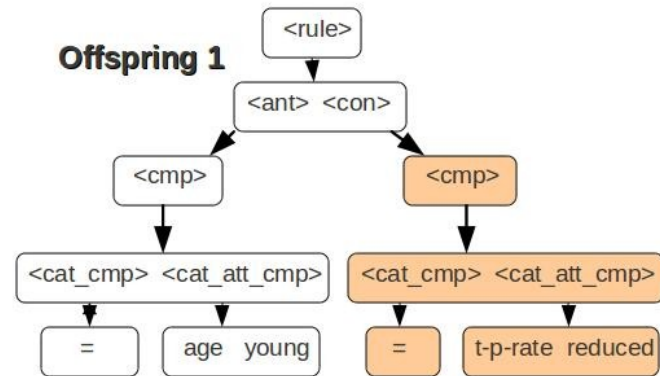 <rule>
Offspring 1
<ant> <con>
<cmp> <cmp>
<cat_cmp> <cat_att_cmp> <cat_cmp> <cat_att_cmp>
= age young = t-p-rate reduced